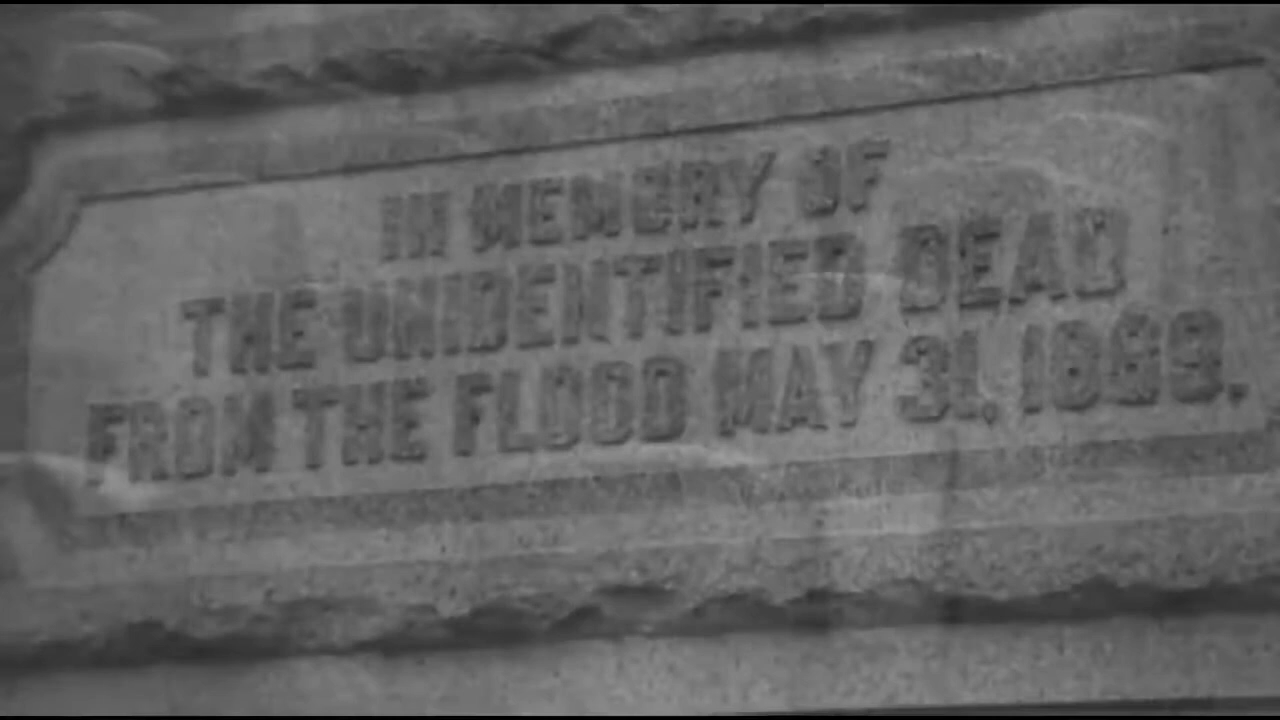 IN MEMORY OF
THE UNIDENTIFIED DEAD
FROM THE FLOOD MAY 31, 1889.